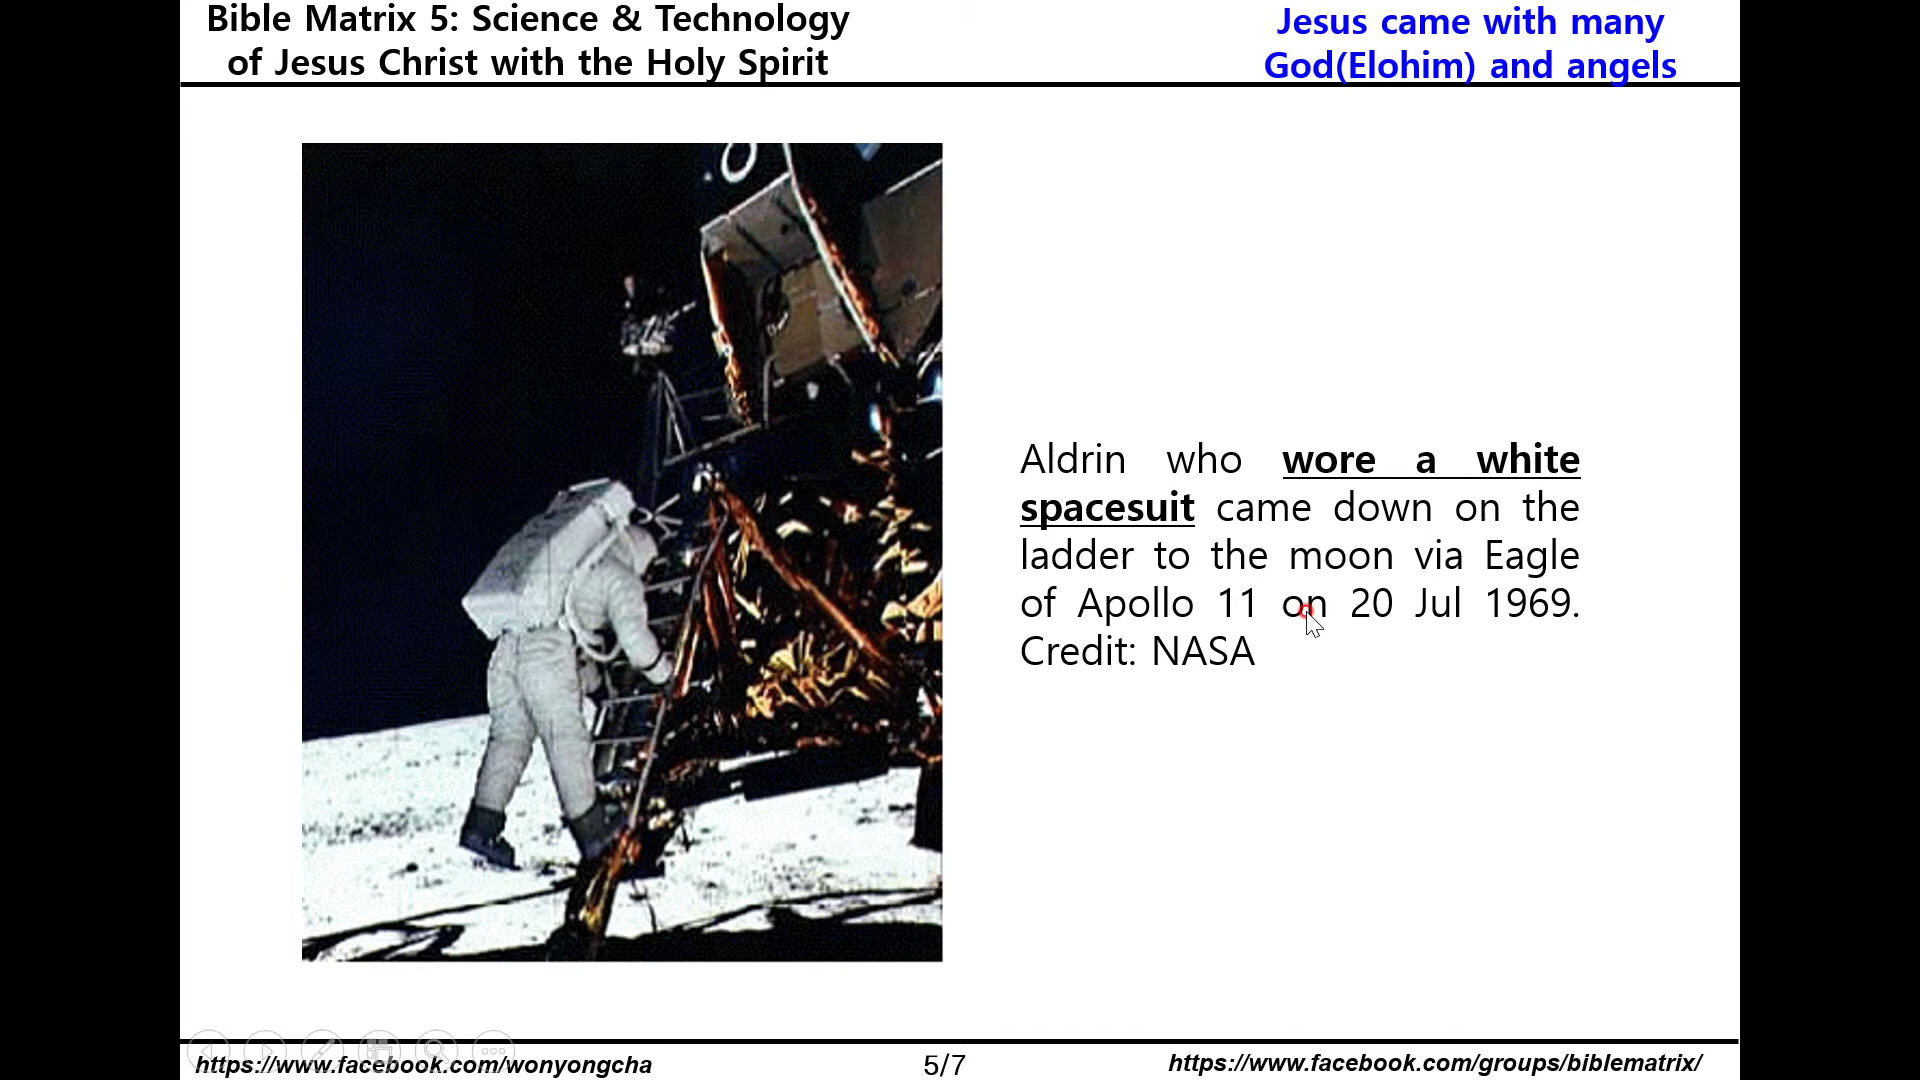 Bible Matrix 5: Science & Technology
of Jesus Christ with the Holy Spirit
Jesus came with many
God(Elohim) and angels
Aldrin who wore a white
spacesuit came down on the
ladder to the moon via Eagle
of Apollo 11 on 20 Jul 1969.
Credit: NASA
https://www.facebook.com/wonyongcha
5/7
https://www.facebook.com/groups/biblematrix/